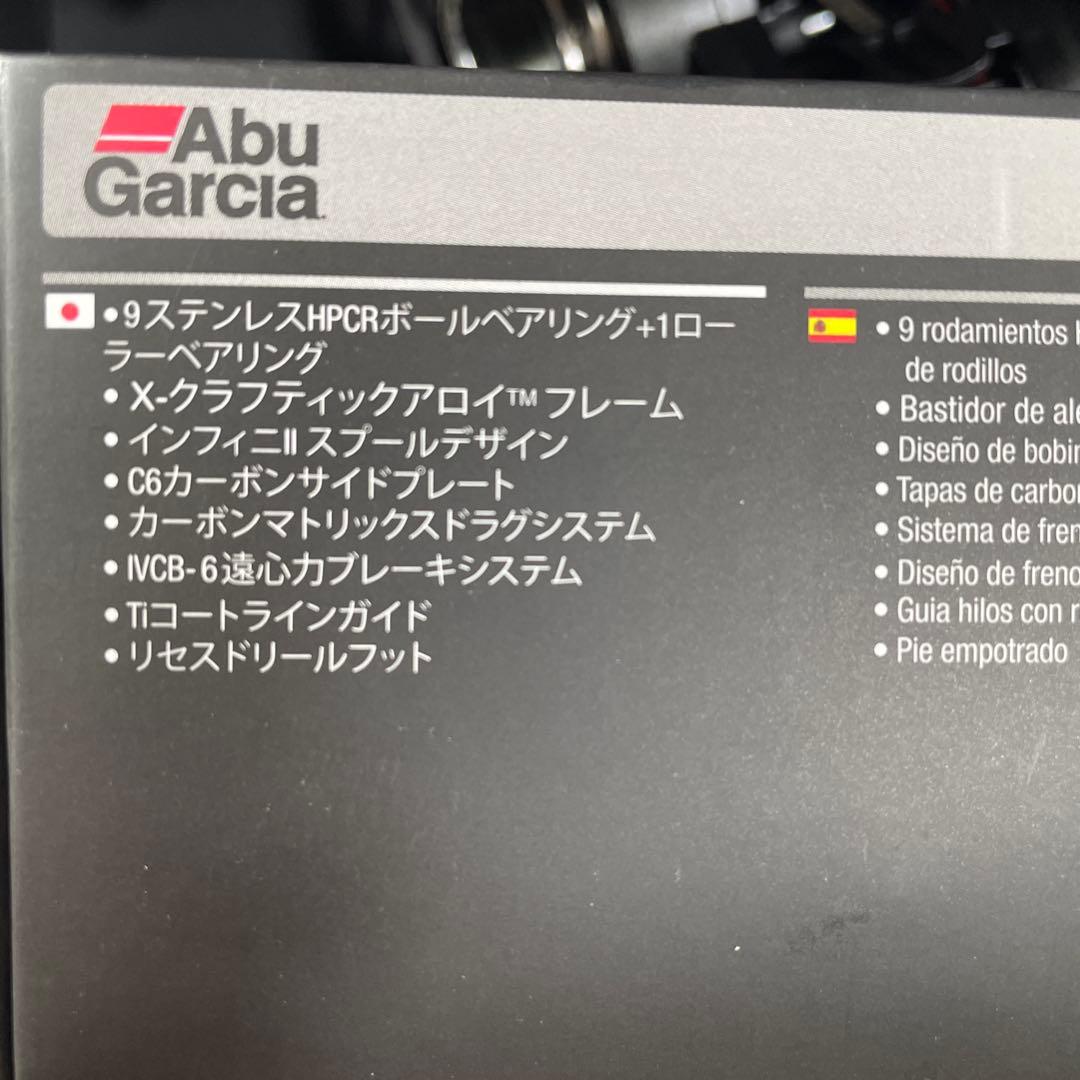 Abu
Garcia
•9ステンレスHPCRボールベアリング+1ロー
ラーベアリング
•X-クラフティックアロイ™フレーム
•インフィニII スプールデザイン
•C6カーボンサイドプレート
•カーボンマトリックスドラグシステム
•IVCB-6遠心力ブレーキシステム
•Tiコートラインガイド
•リセスドリールフット
• 9 rodamientos
de rodillos
• Bastidor de
• Diseño de
• Tapas de
• Sistema de
• Diseño de
• Guia hilos con
• Pie empotrado